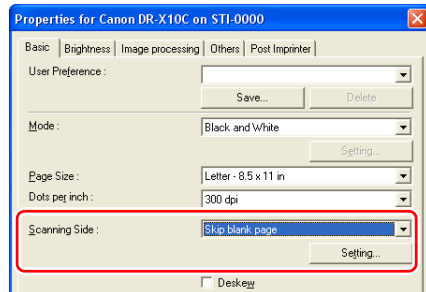 Properties for Canon DR-X10C on STI-0000
Basic Brightness Image processing Others Post Imprinter
User Preference :
Save... Delete
Mode : Black and White
Setting...
Page Size : Letter - 8.5 x 11 in
Dots per inch : 300 dpi
Scanning Side : Skip blank page
Setting...
Deskew